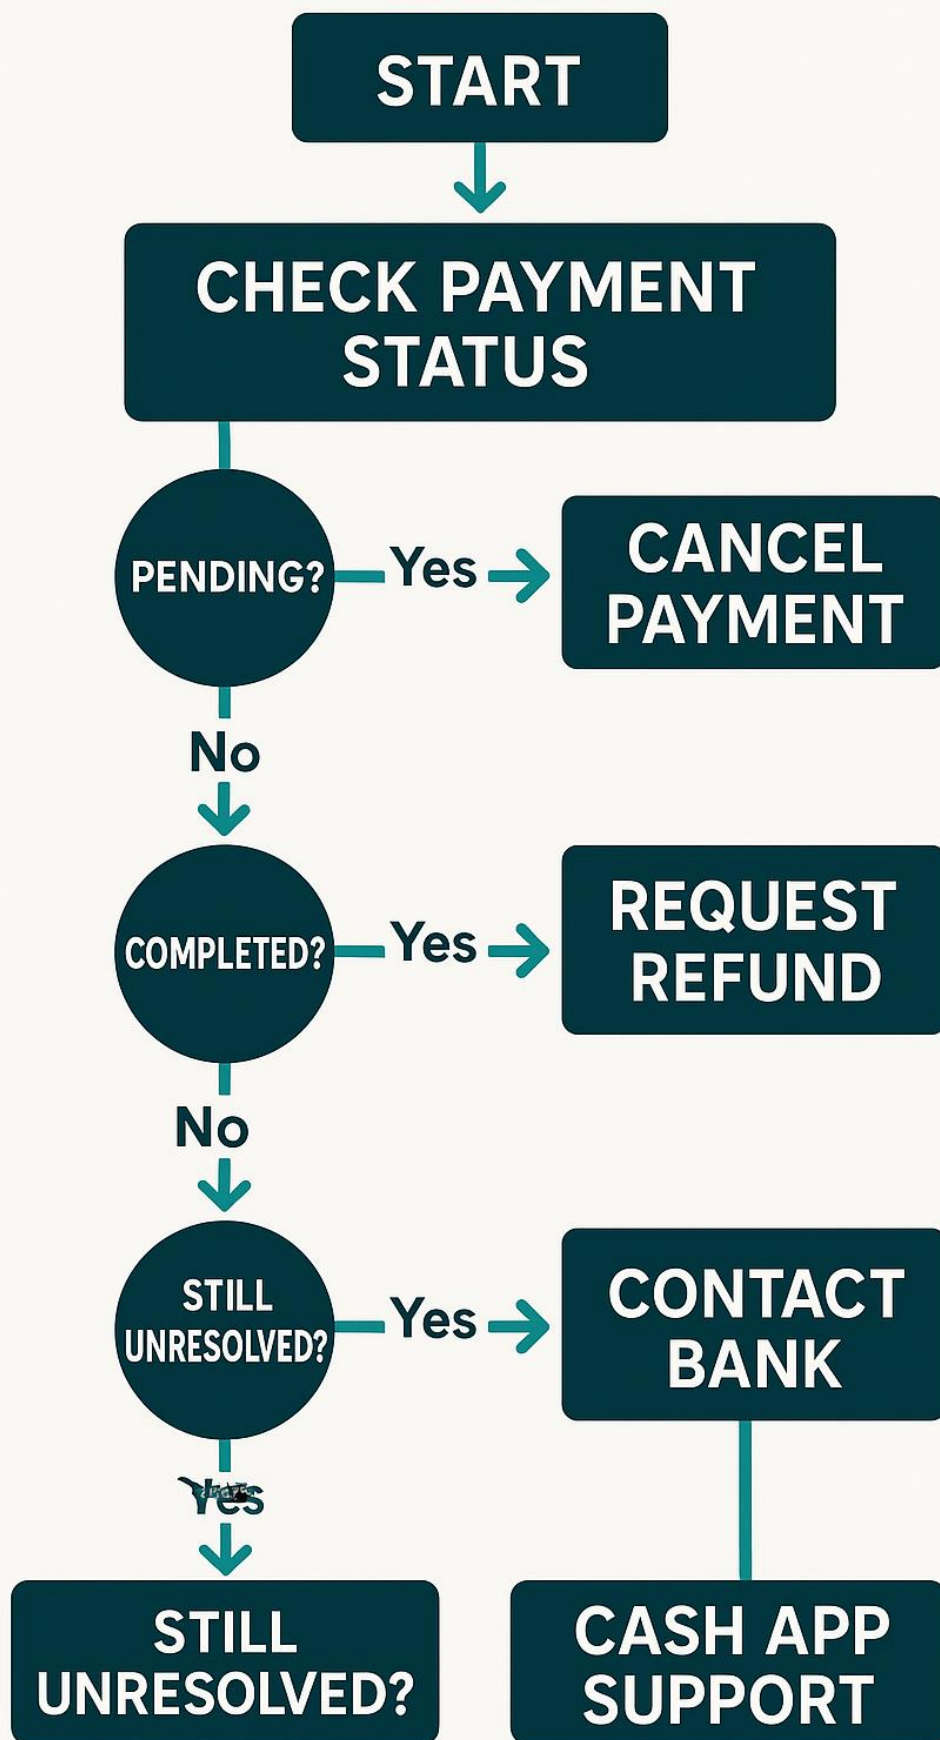 START
CHECK PAYMENT
STATUS
PENDING?
Yes
CANCEL
PAYMENT
No
COMPLETED?
Yes
REQUEST
REFUND
No
STILL
UNRESOLVED?
Yes
CONTACT
BANK
Yes
STILL
UNRESOLVED?
CASH APP
SUPPORT